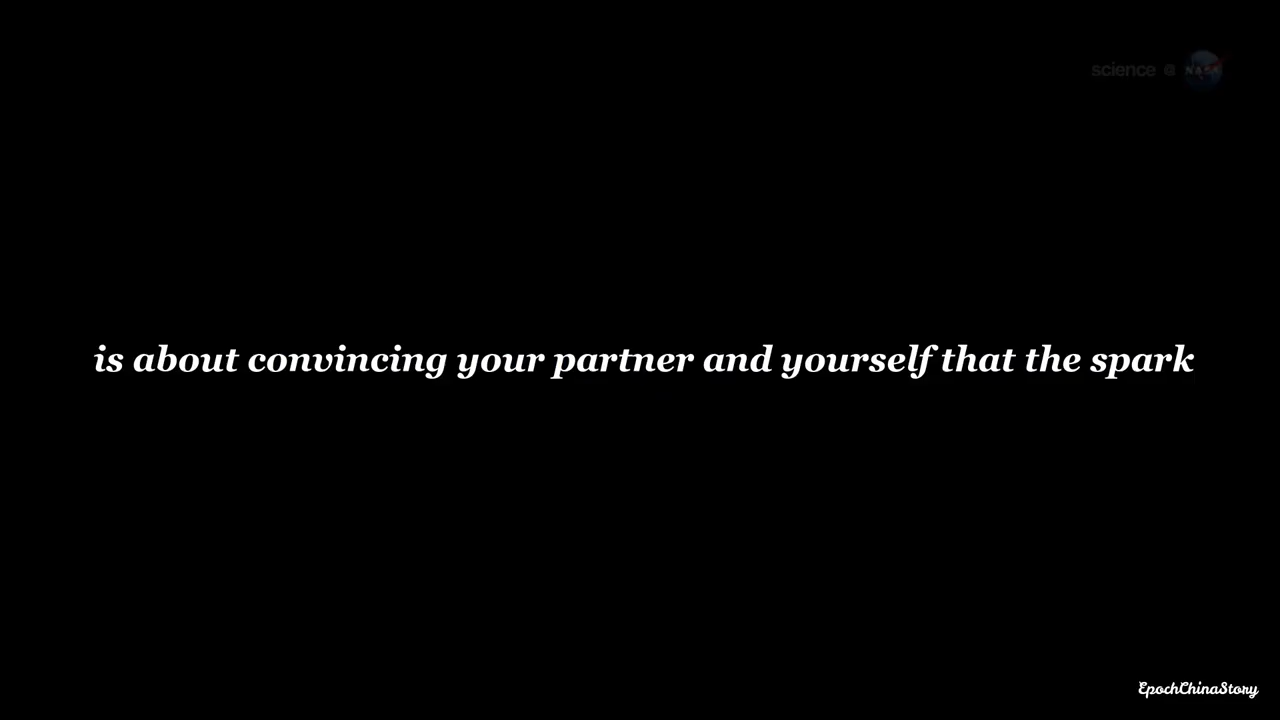 science @ NASA
is about convincing your partner and yourself that the spark
EpochChinaStory